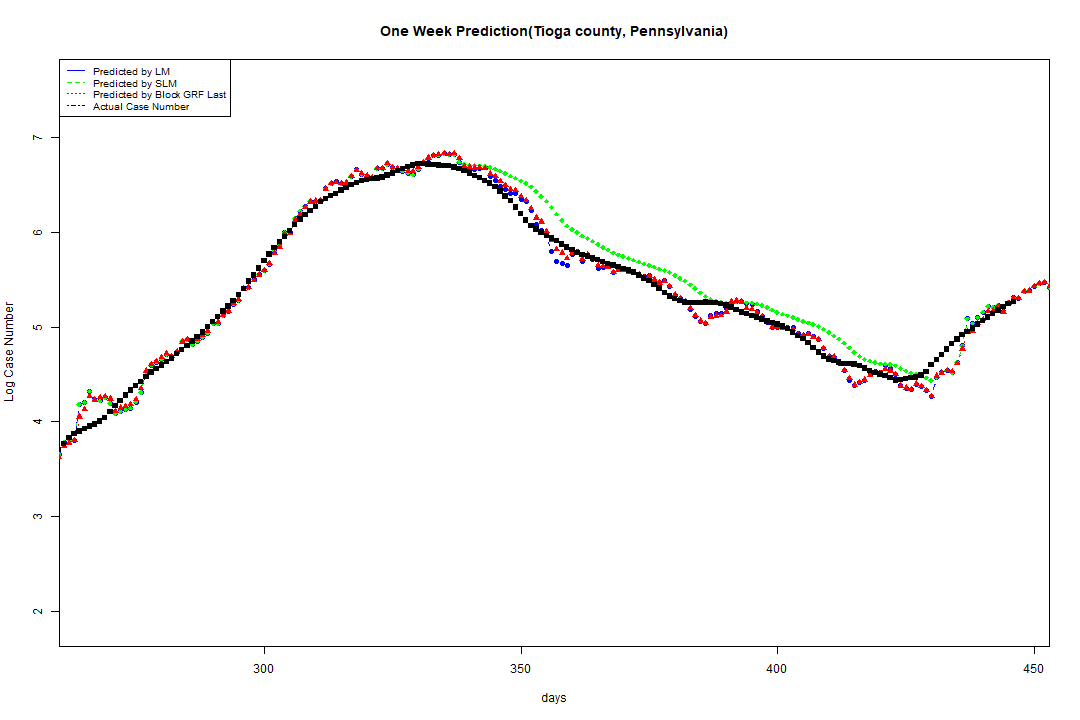 One Week Prediction(Tioga county, Pennsylvania)
Predicted by LM
Predicted by SLM
Predicted by Block GRF Last
Actual Case Number
7
6
5
4
3
2
Log Case Number
300 350 400 450
days